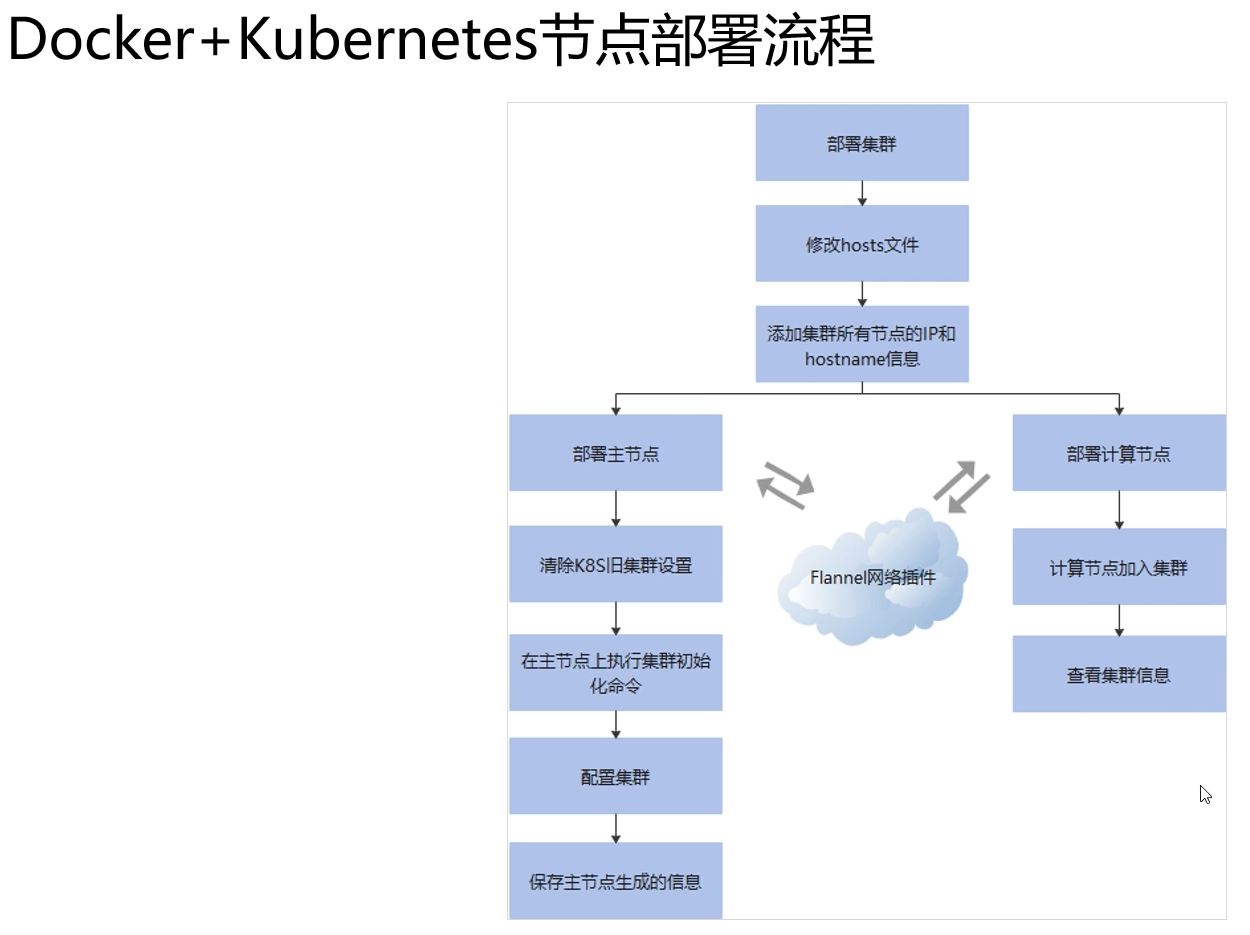 Docker+Kubernetes节点部署流程
部署集群
修改hosts文件
添加集群所有节点的IP和
hostname信息
部署主节点
清除K8S旧集群设置
在主节点上执行集群初始
化命令
配置集群
保存主节点生成的信息
Flannel网络插件
部署计算节点
计算节点加入集群
查看集群信息